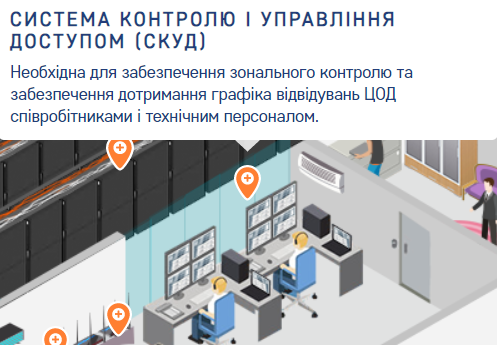 СИСТЕМА КОНТРОЛЮ І УПРАВЛІННЯ
ДОСТУПОМ (СКУД)
Необхідна для забезпечення зонального контролю та
забезпечення дотримання графіка відвідувань ЦОД
співробітниками і технічним персоналом.